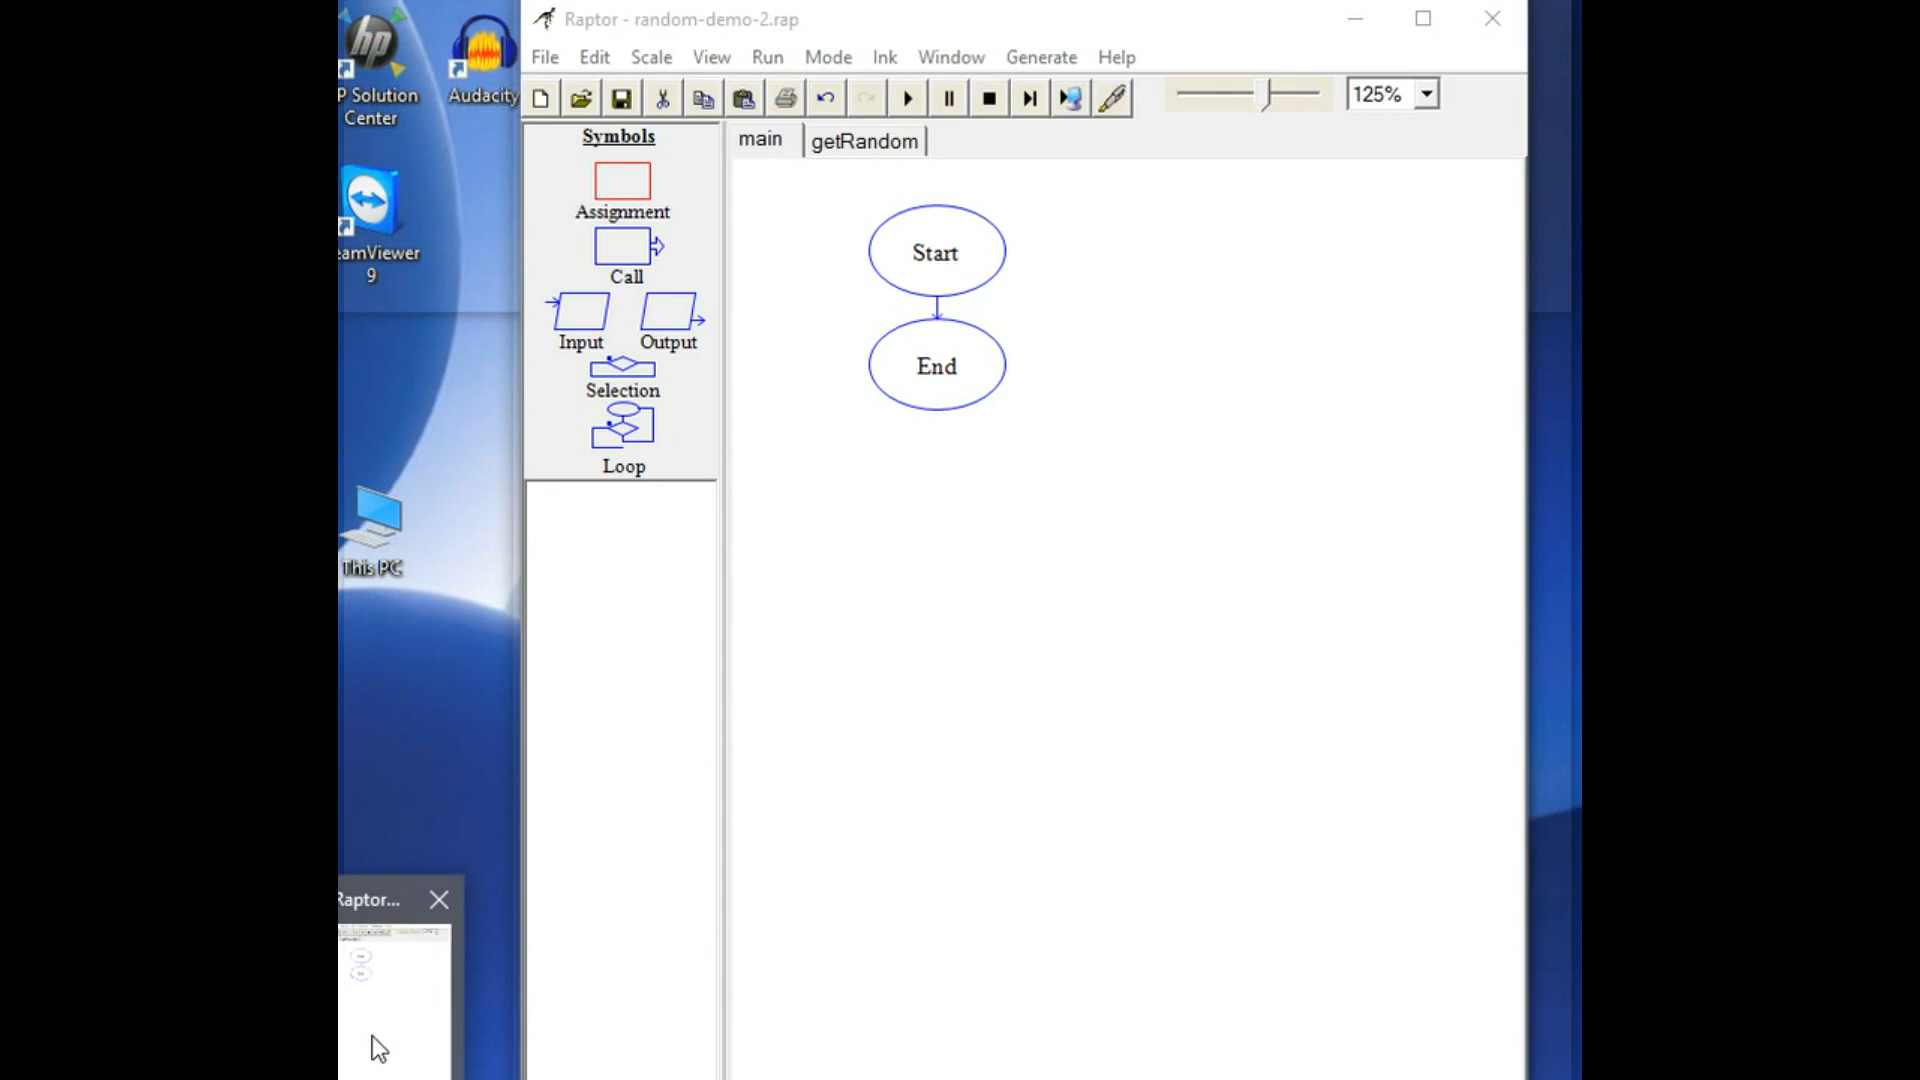 P Solution
Center
Audacity
eamViewer
9
This PC
Raptor...
Raptor - random-demo-2.rap
File Edit Scale View Run Mode Ink Window Generate Help
125%
Symbols
Assignment
Call
Input Output
Selection
Loop
main getRandom
Start
End